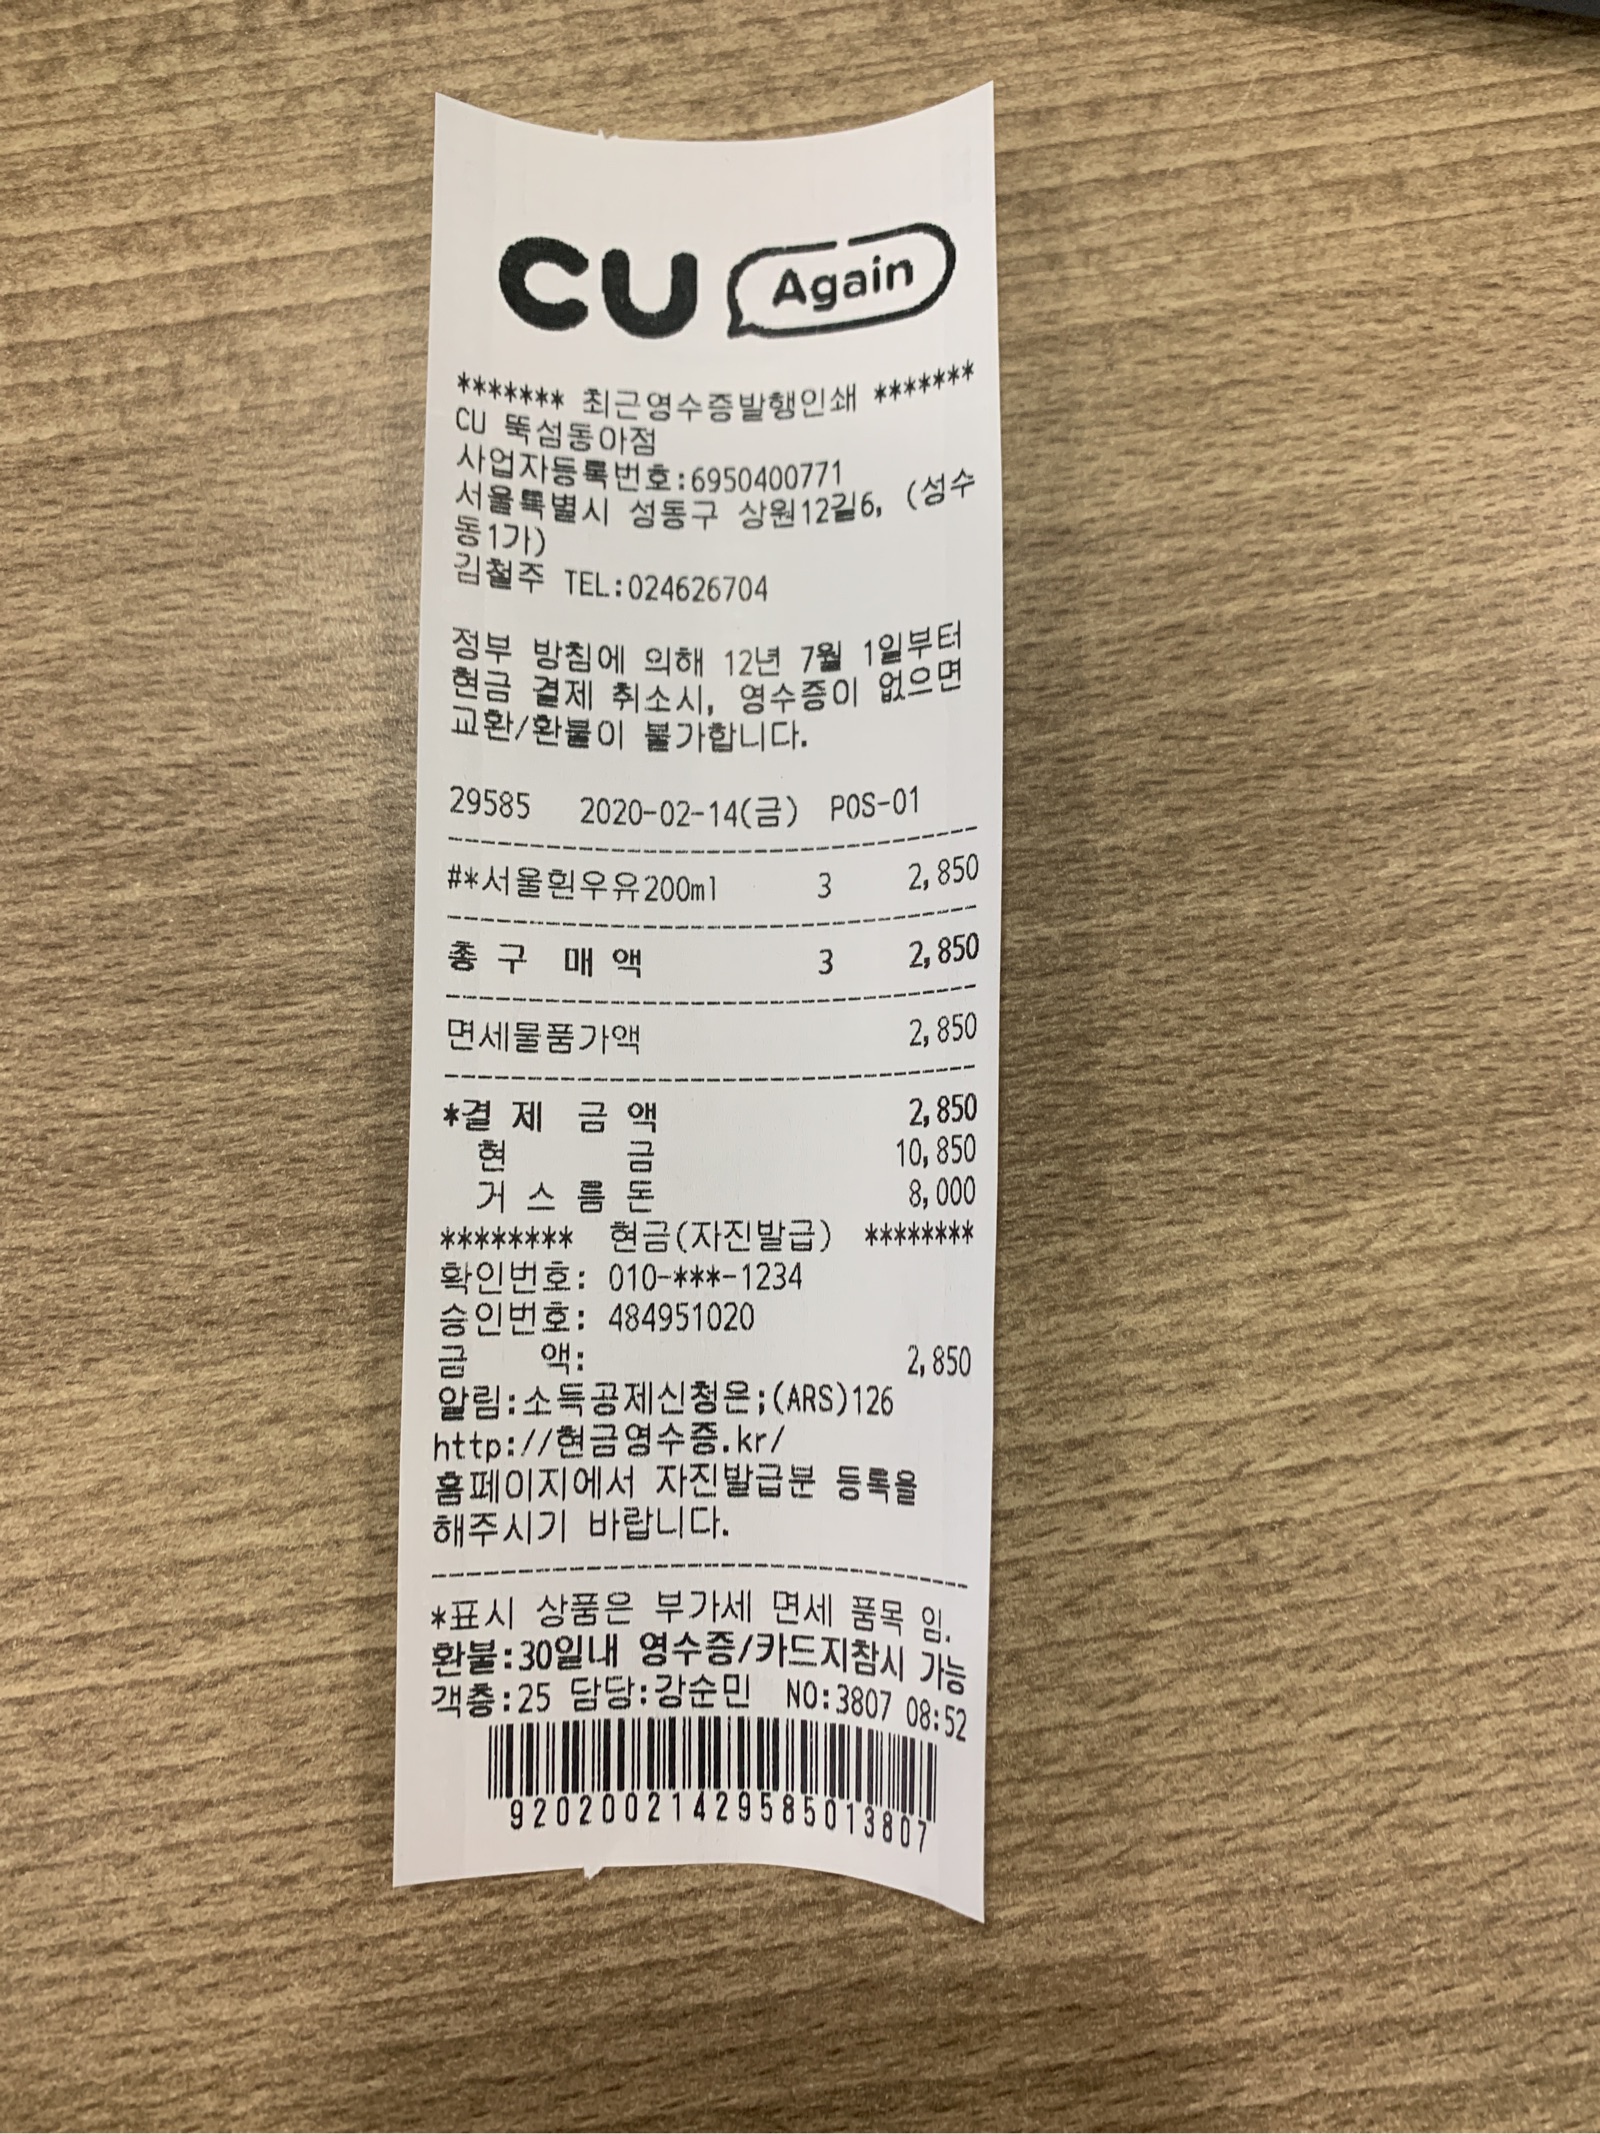 CU Again
******* 최근영수증발행인쇄 *******
CU 뚝섬동아점
사업자등록번호:6950400771
서울특별시 성동구 상원12길6, (성수
동1가)
김철주 TEL:024626704
정부 방침에 의해 12년 7월 1일부터
현금 결제 취소시, 영수증이 없으면
교환/환불이 불가합니다.
29585 2020-02-14(금) POS-01
#*서울흰우유200ml 3 2,850
총 구 매 액 3 2,850
면세물품가액 2,850
*결 제 금 액 2,850
현 금 10,850
거 스 름 돈 8,000
******** 현금(자진발급) ********
확인번호: 010-***-1234
승인번호: 484951020
금 액: 2,850
알림:소득공제신청은;(ARS)126
http://현금영수증.kr/
홈페이지에서 자진발급분 등록을
해주시기 바랍니다.
*표시 상품은 부가세 면세 품목 임.
환불:30일내 영수증/카드지참시 가능
객층:25 담당:강순민 NO:3807 08:52
92020021429585013807